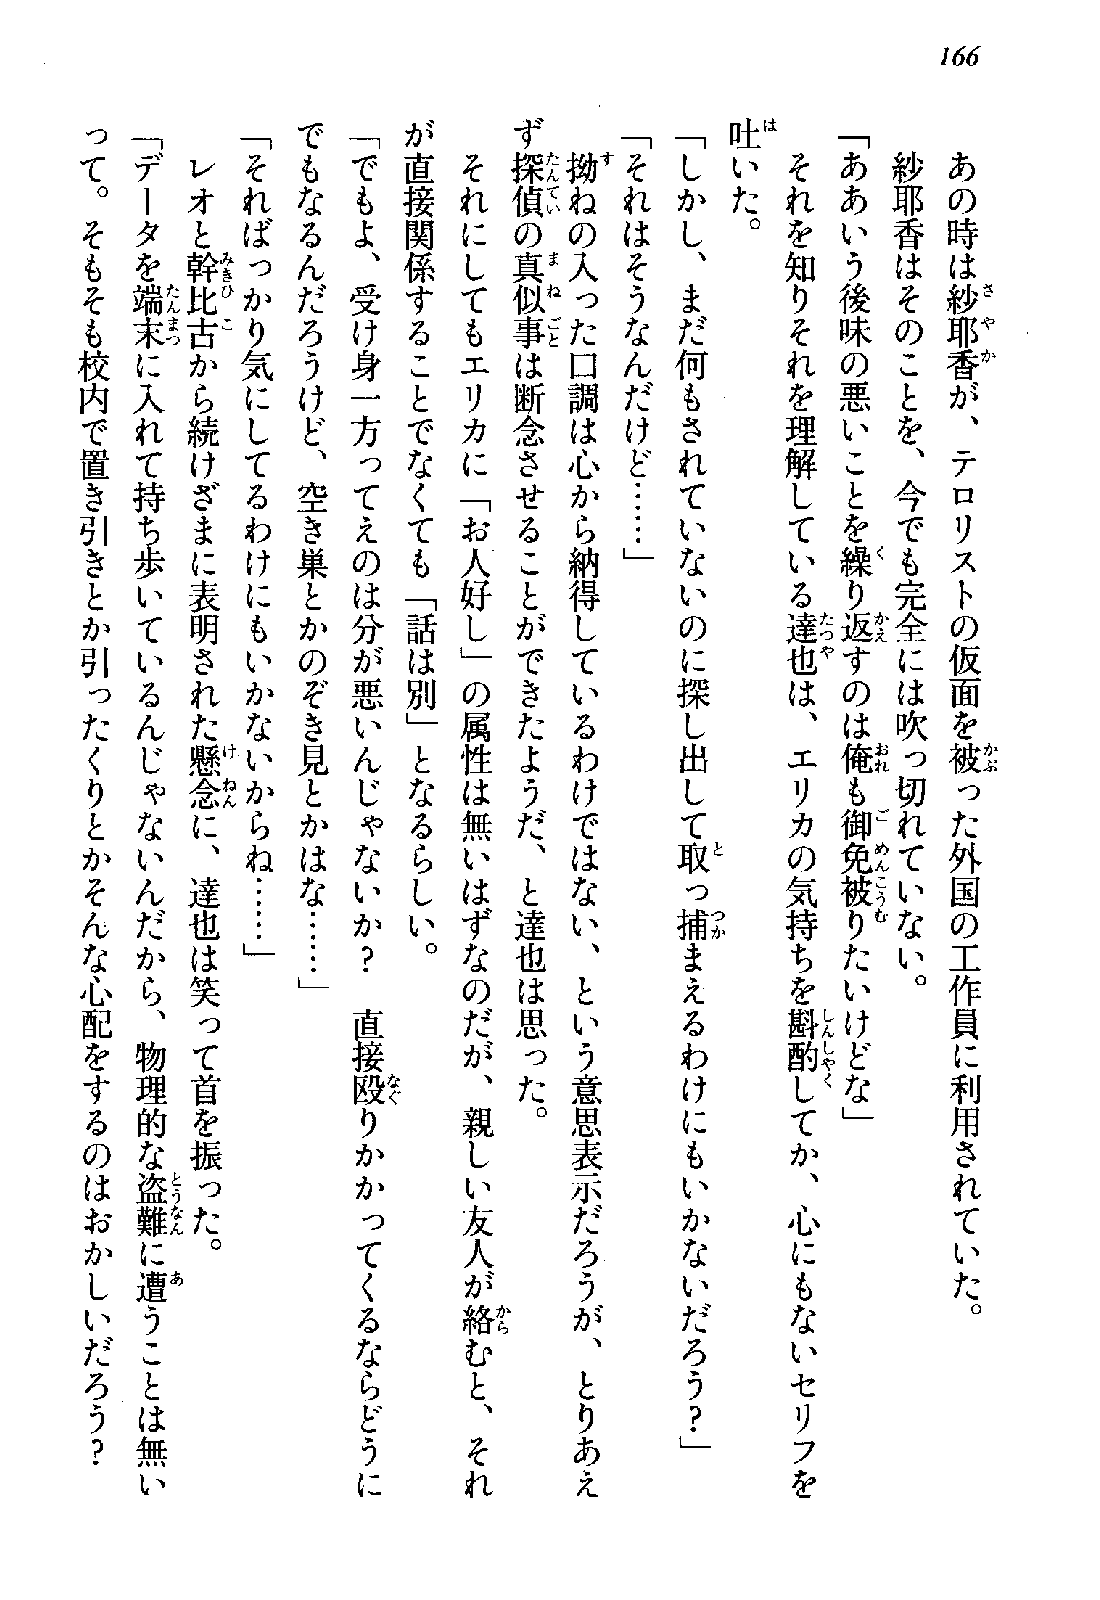 166
あの時は紗耶香が、テロリストの仮面を被った外国の工作員に利用されていた。
紗耶香はそのことを、今でも完全には吹っ切れていない。
「ああいう後味の悪いことを繰り返すのは俺も御免被りたいけどな」
それを知りそれを理解している達也は、エリカの気持ちを斟酌してか、心にもないセリフを
吐いた。
「しかし、まだ何もされていないのに探し出して取っ捕まえるわけにもいかないだろう？」
「それはそうなんだけど……」
拗ねの入った口調は心から納得しているわけではない、という意思表示だろうが、とりあえ
ず探偵の真似事は断念させることができたようだ、と達也は思った。
それにしてもエリカに「お人好し」の属性は無いはずなのだが、親しい友人が絡むと、それ
が直接関係することでなくても「話は別」となるらしい。
「でもよ、受け身一方ってえのは分が悪いんじゃないか？　直接殴りかかってくるならどうに
でもなるんだろうけど、空き巣とかのぞき見とかはな……」
「そればっかり気にしてるわけにもいかないからね……」
レオと幹比古から続けざまに表明された懸念に、達也は笑って首を振った。
「データを端末に入れて持ち歩いているんじゃないんだから、物理的な盗難に遭うことは無い
って。そもそも校内で置き引きとか引ったくりとかそんな心配をするのはおかしいだろう？